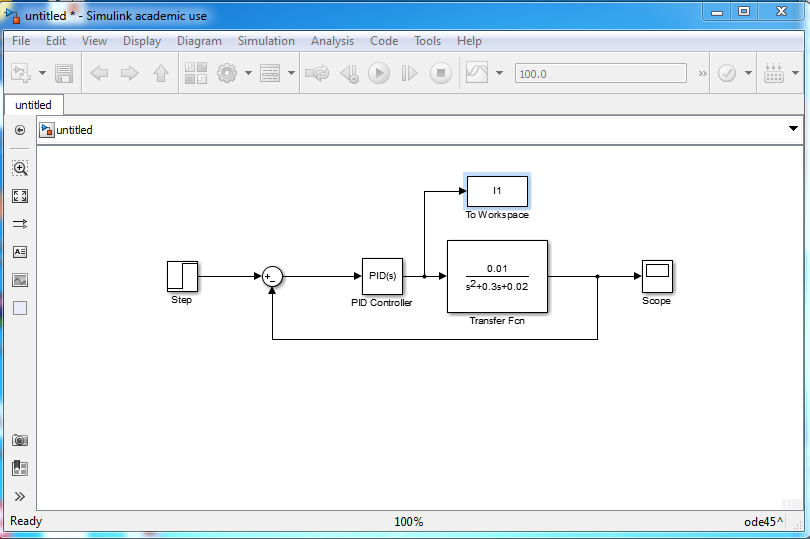 untitled * - Simulink academic use
File Edit View Display Diagram Simulation Analysis Code Tools Help
100.0 »
untitled
untitled
I1
To Workspace
Step
+
-
PID(s)
PID Controller
0.01
s²+0.3s+0.02
Transfer Fcn
Scope
Ready 100% ode45^